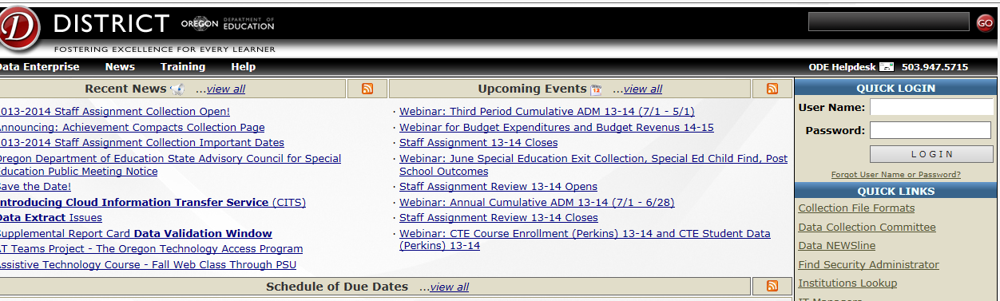 D DISTRICT OREGON DEPARTMENT OF EDUCATION
GO
FOSTERING EXCELLENCE FOR EVERY LEARNER
Data Enterprise News Training Help
ODE Helpdesk 503.947.5715
Recent News ...view all
013-2014 Staff Assignment Collection Open!
Announcing: Achievement Compacts Collection Page
013-2014 Staff Assignment Collection Important Dates
Oregon Department of Education State Advisory Council for Special
Education Public Meeting Notice
Save the Date!
Introducing Cloud Information Transfer Service (CITS)
Data Extract Issues
Supplemental Report Card Data Validation Window
AT Teams Project - The Oregon Technology Access Program
Assistive Technology Course - Fall Web Class Through PSU
Upcoming Events ...view all
· Webinar: Third Period Cumulative ADM 13-14 (7/1 - 5/1)
· Webinar for Budget Expenditures and Budget Revenus 14-15
· Staff Assignment 13-14 Closes
· Webinar: June Special Education Exit Collection, Special Ed Child Find, Post
School Outcomes
· Staff Assignment Review 13-14 Opens
· Webinar: Annual Cumulative ADM 13-14 (7/1 - 6/28)
· Staff Assignment Review 13-14 Closes
· Webinar: CTE Course Enrollment (Perkins) 13-14 and CTE Student Data
(Perkins) 13-14
Schedule of Due Dates ...view all
QUICK LOGIN
User Name:
Password:
LOGIN
Forgot User Name or Password?
QUICK LINKS
Collection File Formats
Data Collection Committee
Data NEWSline
Find Security Administrator
Institutions Lookup
IT Managers